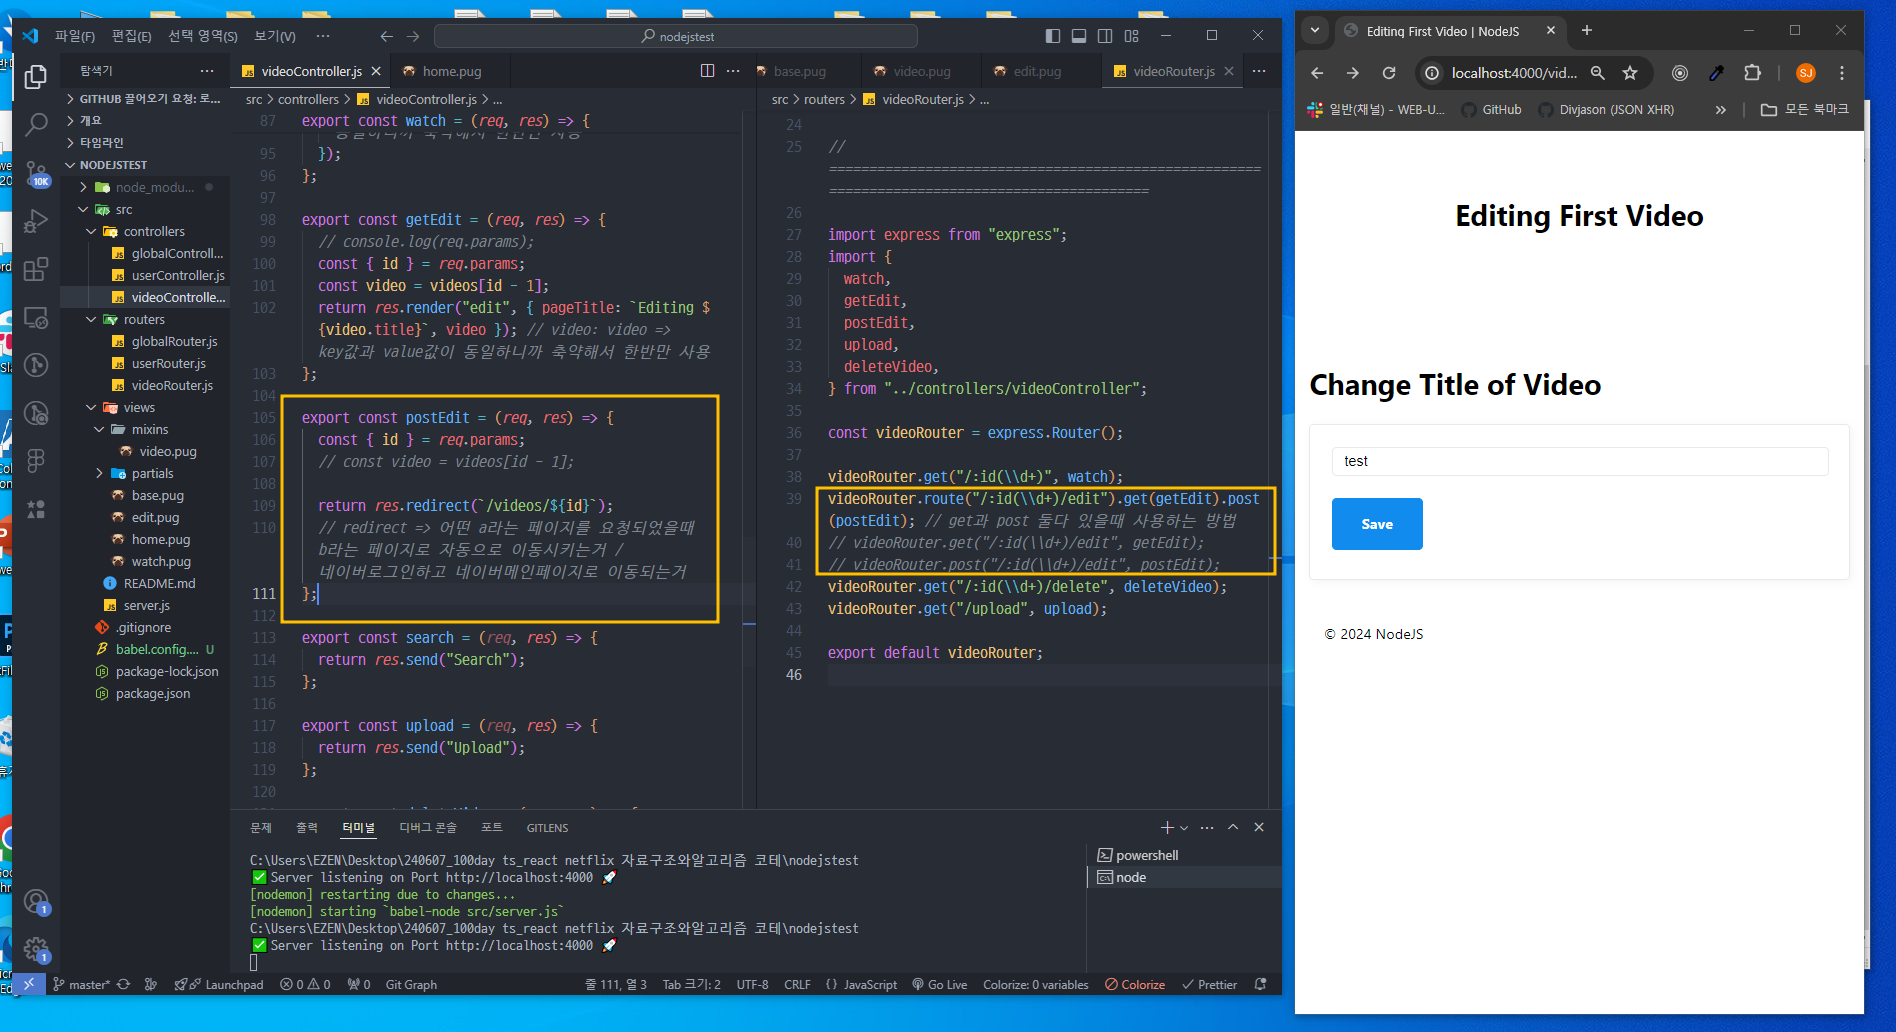 파일(F) 편집(E) 선택 영역(S) 보기(V) ··· nodejstest
탐색기 ···
GITHUB 끌어오기 요청: 로...
개요
타임라인
NODEJSTEST
node_modu...
src
controllers
globalControll...
userController.js
videoControlle...
routers
globalRouter.js
userRouter.js
videoRouter.js
views
mixins
video.pug
partials
base.pug
edit.pug
home.pug
watch.pug
README.md
server.js
.gitignore
babel.config.... U
package-lock.json
package.json
10K
1
1
videoController.js home.pug
src > controllers > videoController.js > ...
87 export const watch = (req, res) => {
95 });
96 };
97
98 export const getEdit = (req, res) => {
99 // console.log(req.params);
100 const { id } = req.params;
101 const video = videos[id - 1];
102 return res.render("edit", { pageTitle: `Editing $
{video.title}`, video }); // video: video =>
key값과 value값이 동일하니까 축약해서 한반만 사용
103 };
104
105 export const postEdit = (req, res) => {
106 const { id } = req.params;
107 // const video = videos[id - 1];
108
109 return res.redirect(`/videos/${id}`);
110 // redirect => 어떤 a라는 페이지를 요청되었을때
b라는 페이지로 자동으로 이동시키는거 /
네이버로그인하고 네이버메인페이지로 이동되는거
111 };
112
113 export const search = (req, res) => {
114 return res.send("Search");
115 };
116
117 export const upload = (req, res) => {
118 return res.send("Upload");
119 };
120
base.pug video.pug edit.pug videoRouter.js
src > routers > videoRouter.js > ...
24
25 //
======================================================
========================================
26
27 import express from "express";
28 import {
29 watch,
30 getEdit,
31 postEdit,
32 upload,
33 deleteVideo,
34 } from "../controllers/videoController";
35
36 const videoRouter = express.Router();
37
38 videoRouter.get("/:id(\\d+)", watch);
39 videoRouter.route("/:id(\\d+)/edit").get(getEdit).post
(postEdit); // get과 post 둘다 있을때 사용하는 방법
40 // videoRouter.get("/:id(\\d+)/edit", getEdit);
41 // videoRouter.post("/:id(\\d+)/edit", postEdit);
42 videoRouter.get("/:id(\\d+)/delete", deleteVideo);
43 videoRouter.get("/upload", upload);
44
45 export default videoRouter;
46
문제 출력 터미널 디버그 콘솔 포트 GITLENS
C:\Users\EZEN\Desktop\240607_100day ts_react netflix 자료구조와알고리즘 코테\nodejstest
✅ Server listening on Port http://localhost:4000 🚀
[nodemon] restarting due to changes...
[nodemon] starting `babel-node src/server.js`
C:\Users\EZEN\Desktop\240607_100day ts_react netflix 자료구조와알고리즘 코테\nodejstest
✅ Server listening on Port http://localhost:4000 🚀
powershell
node
master* Launchpad 0 0 0 Git Graph 줄 111, 열 3 Tab 크기: 2 UTF-8 CRLF {} JavaScript Go Live Colorize: 0 variables Colorize Prettier
Editing First Video | NodeJS
localhost:4000/vid... SJ
일반(채널) - WEB-U... GitHub Divjason (JSON XHR) » 모든 북마크
Editing First Video
Change Title of Video
test
Save
© 2024 NodeJS